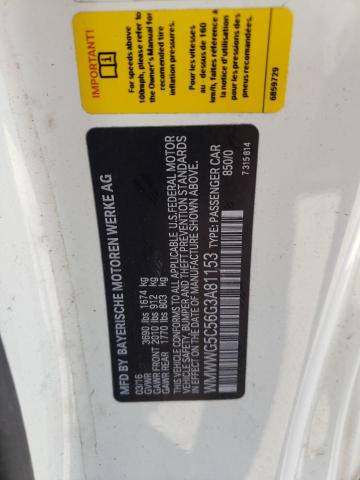 IMPORTANT!
For speeds above
100mph, please refer to
the Owner's Manual for
recommended tire
inflation pressures.
Pour les vitesses
au- dessus de 160
km/h, faites référence à
la notice d'utilisation
pour les pressions des
pneus recommandées.
6859729
MFD BY BAYERISCHE MOTOREN WERKE AG
03/16
GVWR 3690 lbs 1674 kg
GAWR FRONT 2010 lbs 912 kg
GAWR REAR 1770 lbs 803 kg
THIS VEHICLE CONFORMS TO ALL APPLICABLE U.S.FEDERAL MOTOR
VEHICLE SAFETY, BUMPER AND THEFT PREVENTION STANDARDS
IN EFFECT ON THE DATE OF MANUFACTURE SHOWN ABOVE.
WMWWG5C56G3A81153 TYPE: PASSENGER CAR
850/0
7 315 814